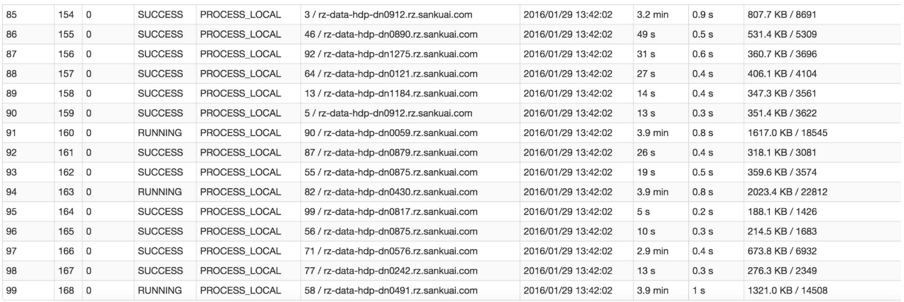 85 154 0 SUCCESS PROCESS_LOCAL 3 / rz-data-hdp-dn0912.rz.sankuai.com 2016/01/29 13:42:02 3.2 min 0.9 s 807.7 KB / 8691
86 155 0 SUCCESS PROCESS_LOCAL 46 / rz-data-hdp-dn0890.rz.sankuai.com 2016/01/29 13:42:02 49 s 0.5 s 531.4 KB / 5309
87 156 0 SUCCESS PROCESS_LOCAL 92 / rz-data-hdp-dn1275.rz.sankuai.com 2016/01/29 13:42:02 31 s 0.6 s 360.7 KB / 3696
88 157 0 SUCCESS PROCESS_LOCAL 64 / rz-data-hdp-dn0121.rz.sankuai.com 2016/01/29 13:42:02 27 s 0.4 s 406.1 KB / 4104
89 158 0 SUCCESS PROCESS_LOCAL 13 / rz-data-hdp-dn1184.rz.sankuai.com 2016/01/29 13:42:02 14 s 0.4 s 347.3 KB / 3561
90 159 0 SUCCESS PROCESS_LOCAL 5 / rz-data-hdp-dn0912.rz.sankuai.com 2016/01/29 13:42:02 13 s 0.3 s 351.4 KB / 3622
91 160 0 RUNNING PROCESS_LOCAL 90 / rz-data-hdp-dn0059.rz.sankuai.com 2016/01/29 13:42:02 3.9 min 0.8 s 1617.0 KB / 18545
92 161 0 SUCCESS PROCESS_LOCAL 87 / rz-data-hdp-dn0879.rz.sankuai.com 2016/01/29 13:42:02 26 s 0.4 s 318.1 KB / 3081
93 162 0 SUCCESS PROCESS_LOCAL 55 / rz-data-hdp-dn0875.rz.sankuai.com 2016/01/29 13:42:02 19 s 0.5 s 359.6 KB / 3574
94 163 0 RUNNING PROCESS_LOCAL 82 / rz-data-hdp-dn0430.rz.sankuai.com 2016/01/29 13:42:02 3.9 min 0.8 s 2023.4 KB / 22812
95 164 0 SUCCESS PROCESS_LOCAL 99 / rz-data-hdp-dn0817.rz.sankuai.com 2016/01/29 13:42:02 5 s 0.2 s 188.1 KB / 1426
96 165 0 SUCCESS PROCESS_LOCAL 56 / rz-data-hdp-dn0875.rz.sankuai.com 2016/01/29 13:42:02 10 s 0.3 s 214.5 KB / 1683
97 166 0 SUCCESS PROCESS_LOCAL 71 / rz-data-hdp-dn0576.rz.sankuai.com 2016/01/29 13:42:02 2.9 min 0.4 s 673.8 KB / 6932
98 167 0 SUCCESS PROCESS_LOCAL 77 / rz-data-hdp-dn0242.rz.sankuai.com 2016/01/29 13:42:02 13 s 0.3 s 276.3 KB / 2349
99 168 0 RUNNING PROCESS_LOCAL 58 / rz-data-hdp-dn0491.rz.sankuai.com 2016/01/29 13:42:02 3.9 min 1 s 1321.0 KB / 14508